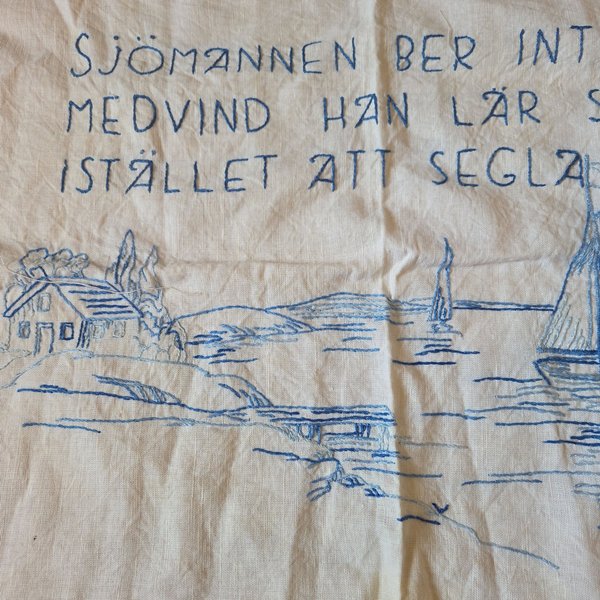 SJÖMANNEN BER INT
MEDVIND HAN LÄR S
ISTÄLLET ATT SEGLA